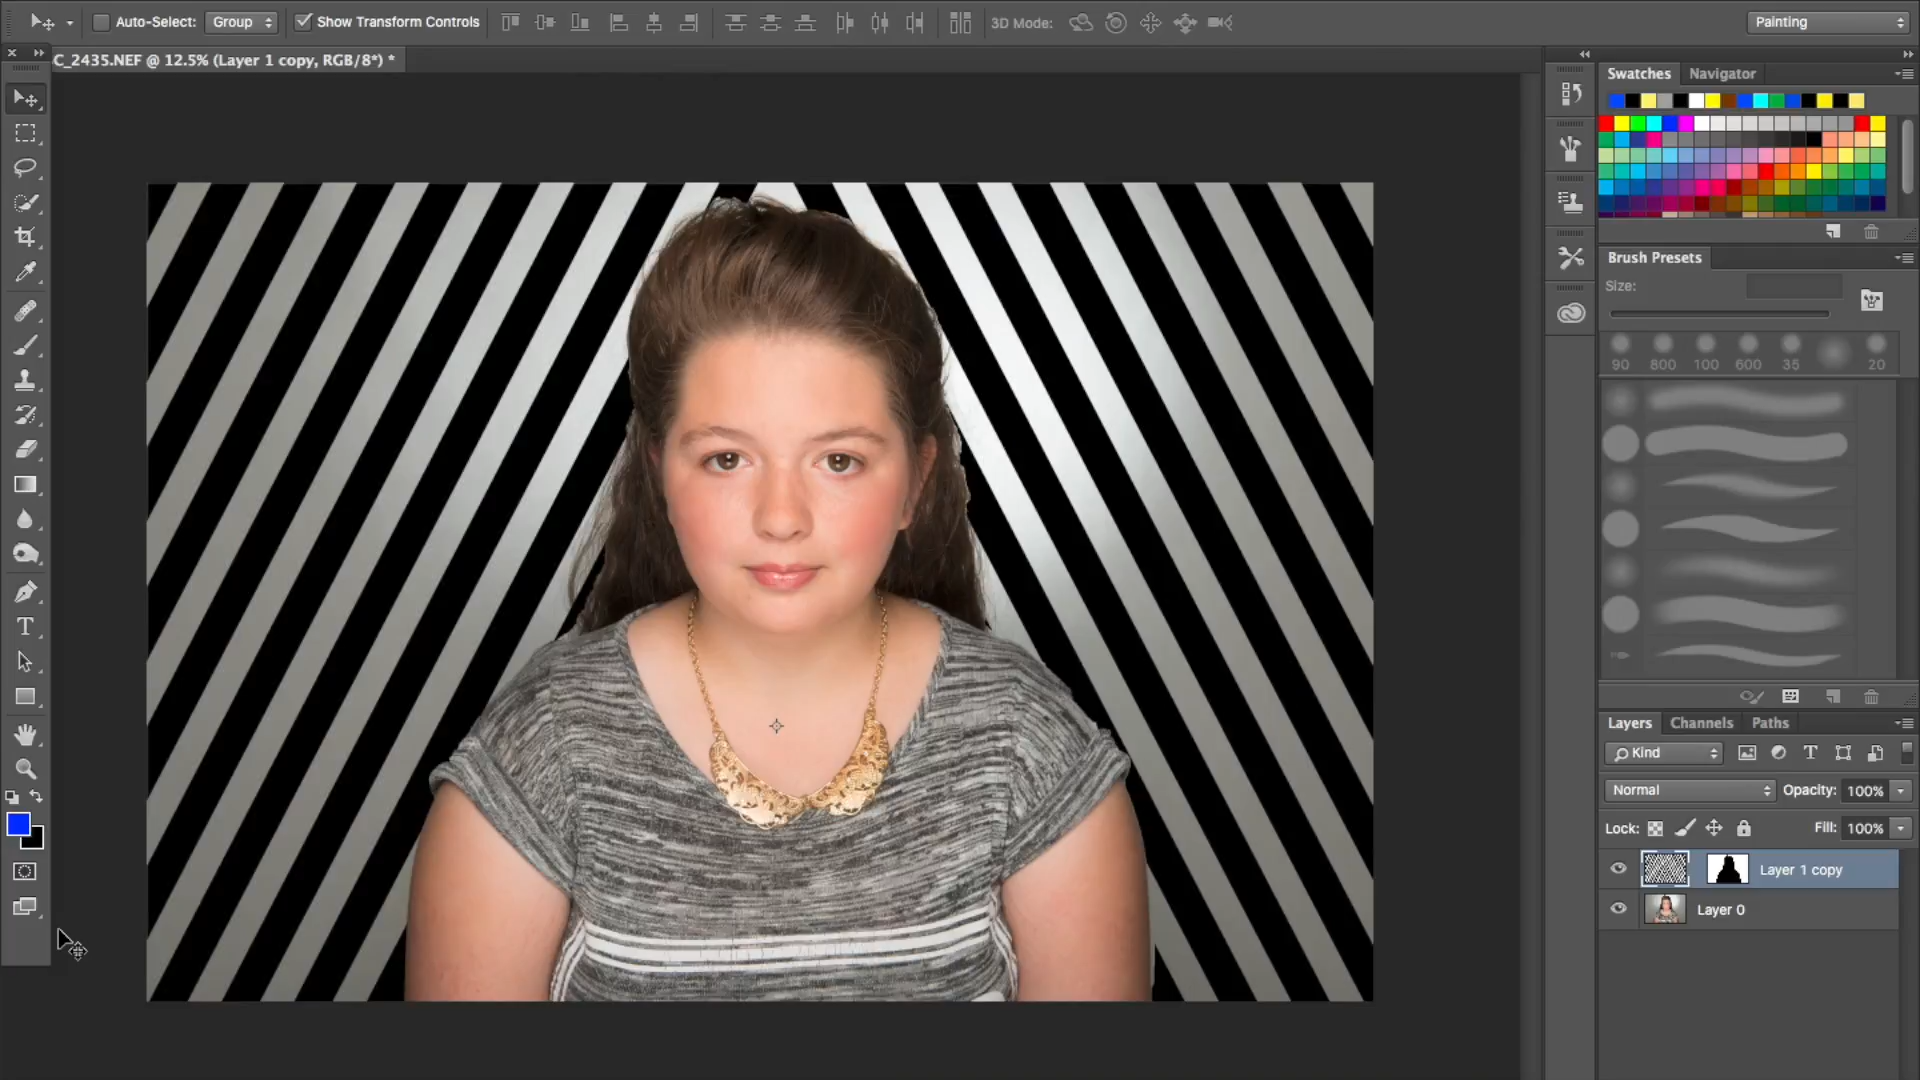 Auto-Select: Group Show Transform Controls 3D Mode: Painting
C_2435.NEF @ 12.5% (Layer 1 copy, RGB/8*) *
Swatches Navigator
Brush Presets
Size:
90 800 100 600 35 20
Layers Channels Paths
Kind
Normal Opacity: 100%
Lock: Fill: 100%
Layer 1 copy
Layer 0